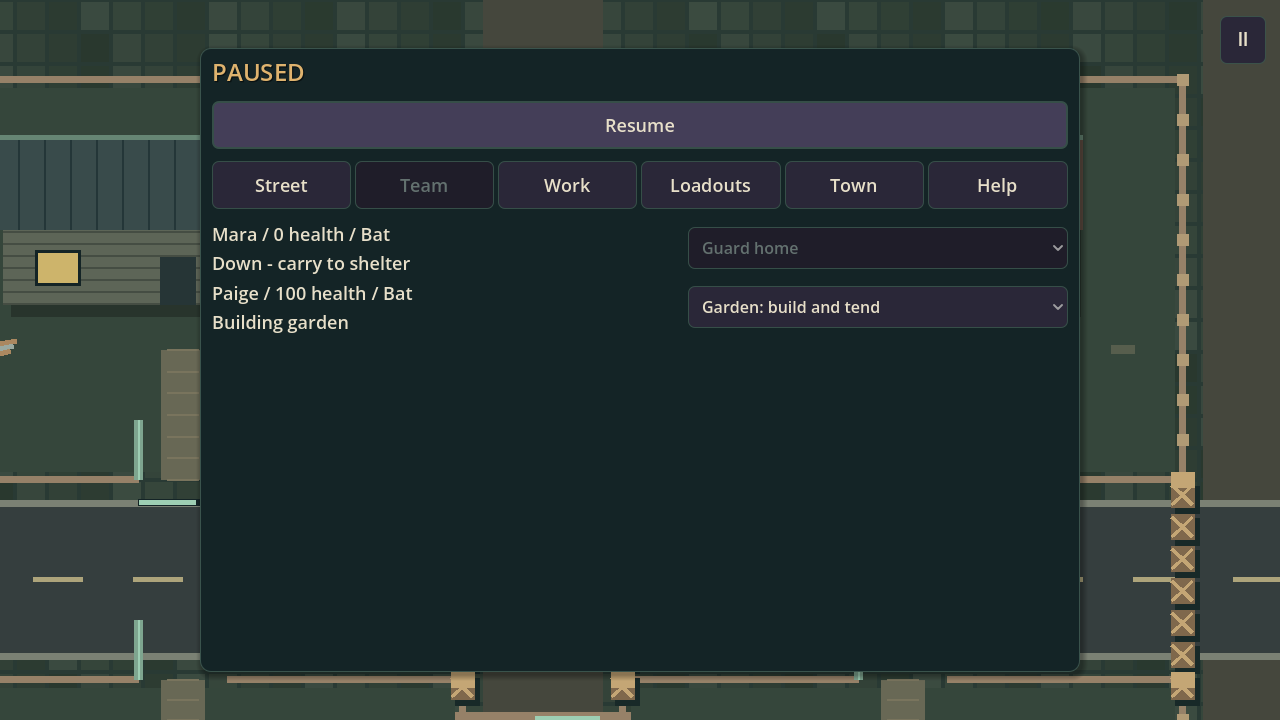 PAUSED
Resume
Street
Team
Work
Loadouts
Town
Help
Mara / 0 health / Bat
Down - carry to shelter
Guard home
Paige / 100 health / Bat
Building garden
Garden: build and tend